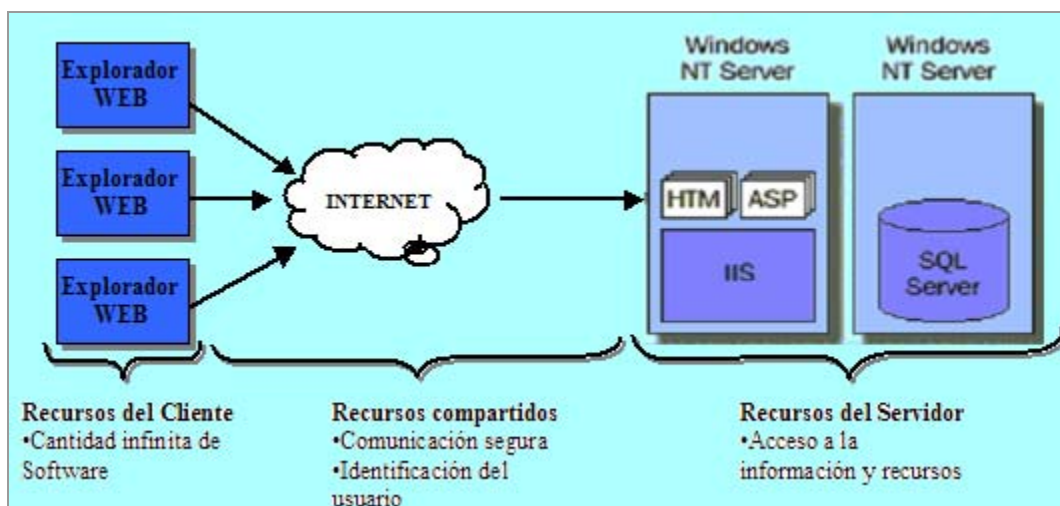 Explorador
WEB
Explorador
WEB
Explorador
WEB
INTERNET
Windows
NT Server
HTM
ASP
IIS
Windows
NT Server
SQL
Server
Recursos del Cliente
•Cantidad infinita de
Software
Recursos compartidos
•Comunicación segura
•Identificación del
usuario
Recursos del Servidor
•Acceso a la
información y recursos